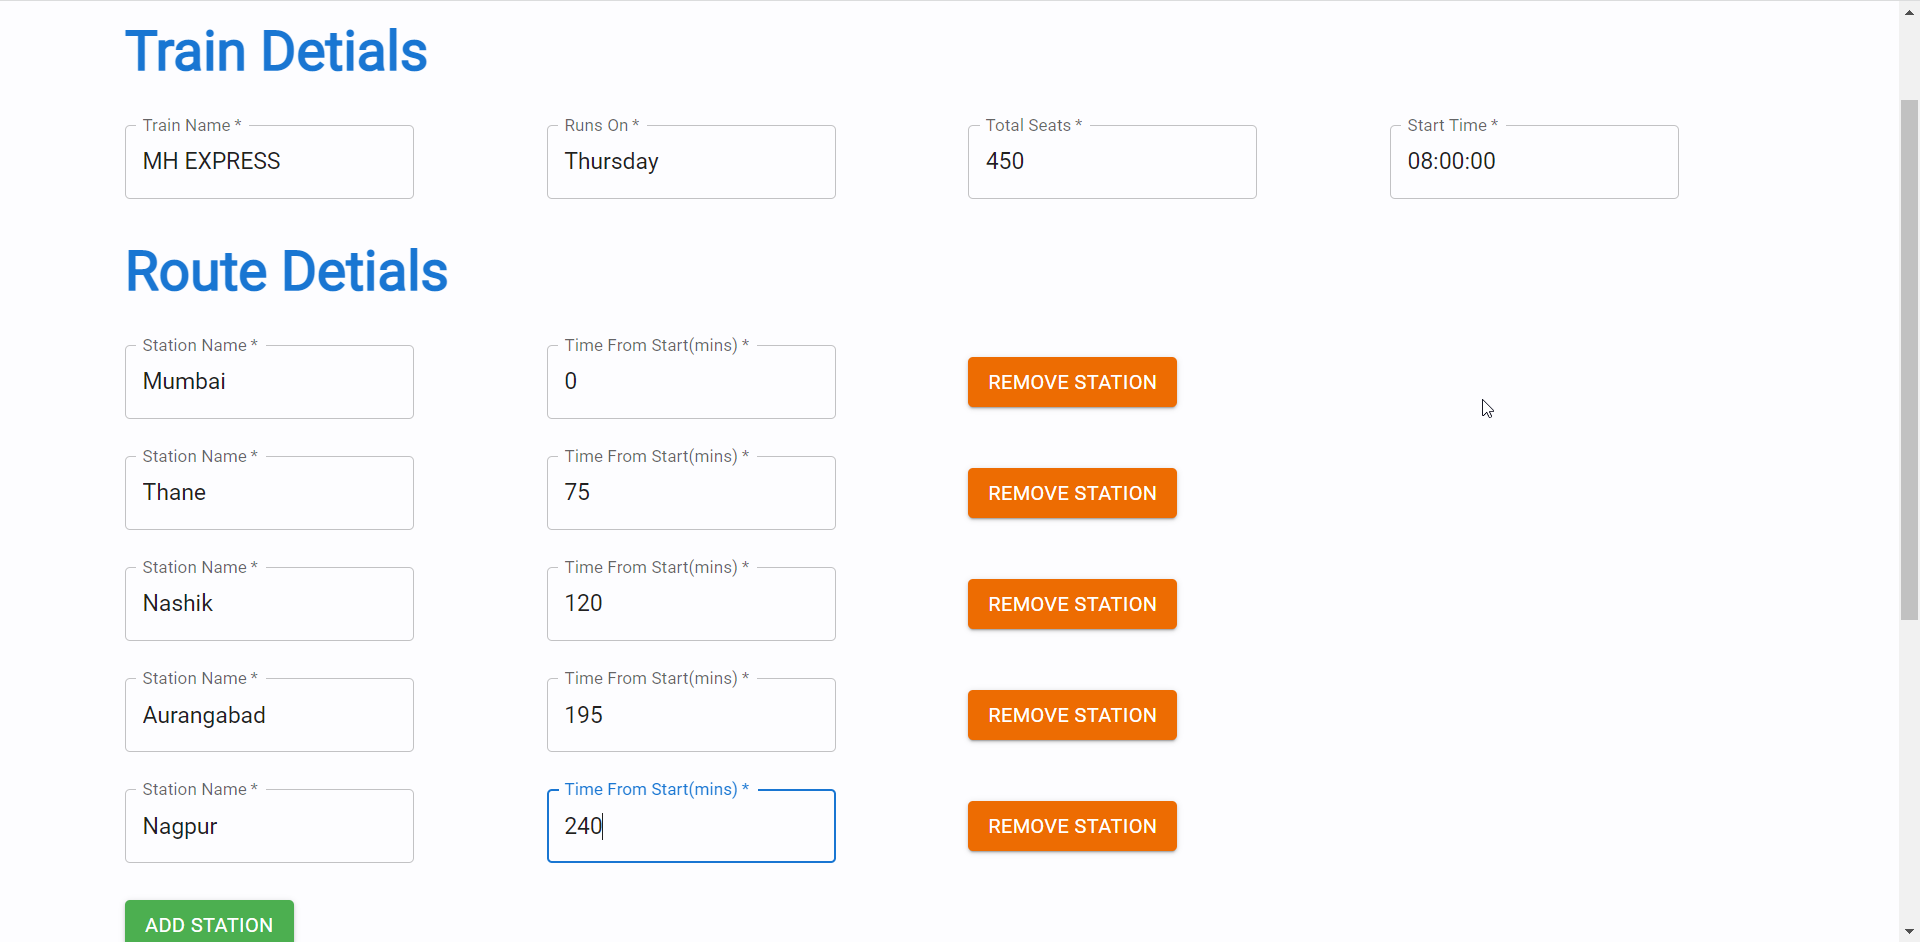 Train Detials
Train Name * Runs On * Total Seats * Start Time *
MH EXPRESS Thursday 450 08:00:00
Route Detials
Station Name * Time From Start(mins) *
Mumbai 0 REMOVE STATION
Station Name * Time From Start(mins) *
Thane 75 REMOVE STATION
Station Name * Time From Start(mins) *
Nashik 120 REMOVE STATION
Station Name * Time From Start(mins) *
Aurangabad 195 REMOVE STATION
Station Name * Time From Start(mins) *
Nagpur 240 REMOVE STATION
ADD STATION